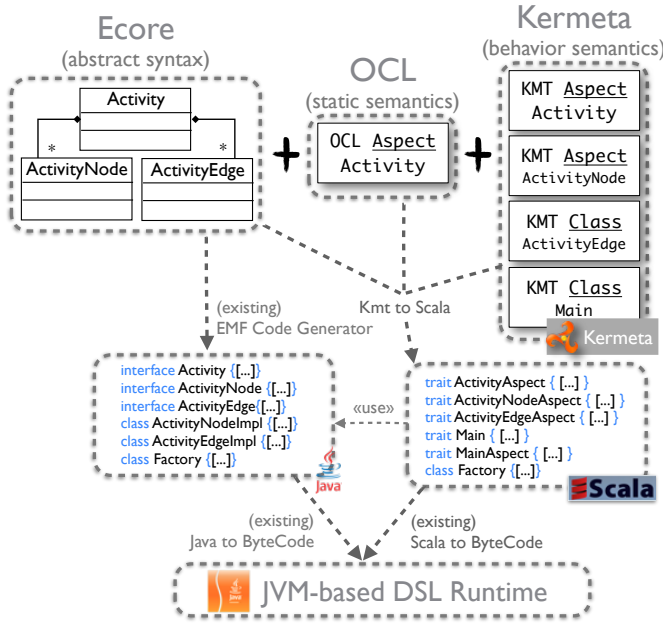 Ecore
(abstract syntax)
OCL
(static semantics)
Kermeta
(behavior semantics)
Activity
*
*
ActivityNode
ActivityEdge
+
OCL Aspect
Activity
+
KMT Aspect
Activity
KMT Aspect
ActivityNode
KMT Class
ActivityEdge
KMT Class
Main
Kermeta
(existing)
EMF Code Generator
Kmt to Scala
interface Activity {[...]}
interface ActivityNode {[...]}
interface ActivityEdge{[...]}
class ActivityNodeImpl {[...]}
class ActivityEdgeImpl {[...]}
class Factory {[...]}
Java
«use»
trait ActivityAspect { [...] }
trait ActivityNodeAspect { [...] }
trait ActivityEdgeAspect { [...] }
trait Main { [...] }
trait MainAspect { [...] }
class Factory {[...]}
Scala
(existing)
Java to ByteCode
(existing)
Scala to ByteCode
JVM-based DSL Runtime